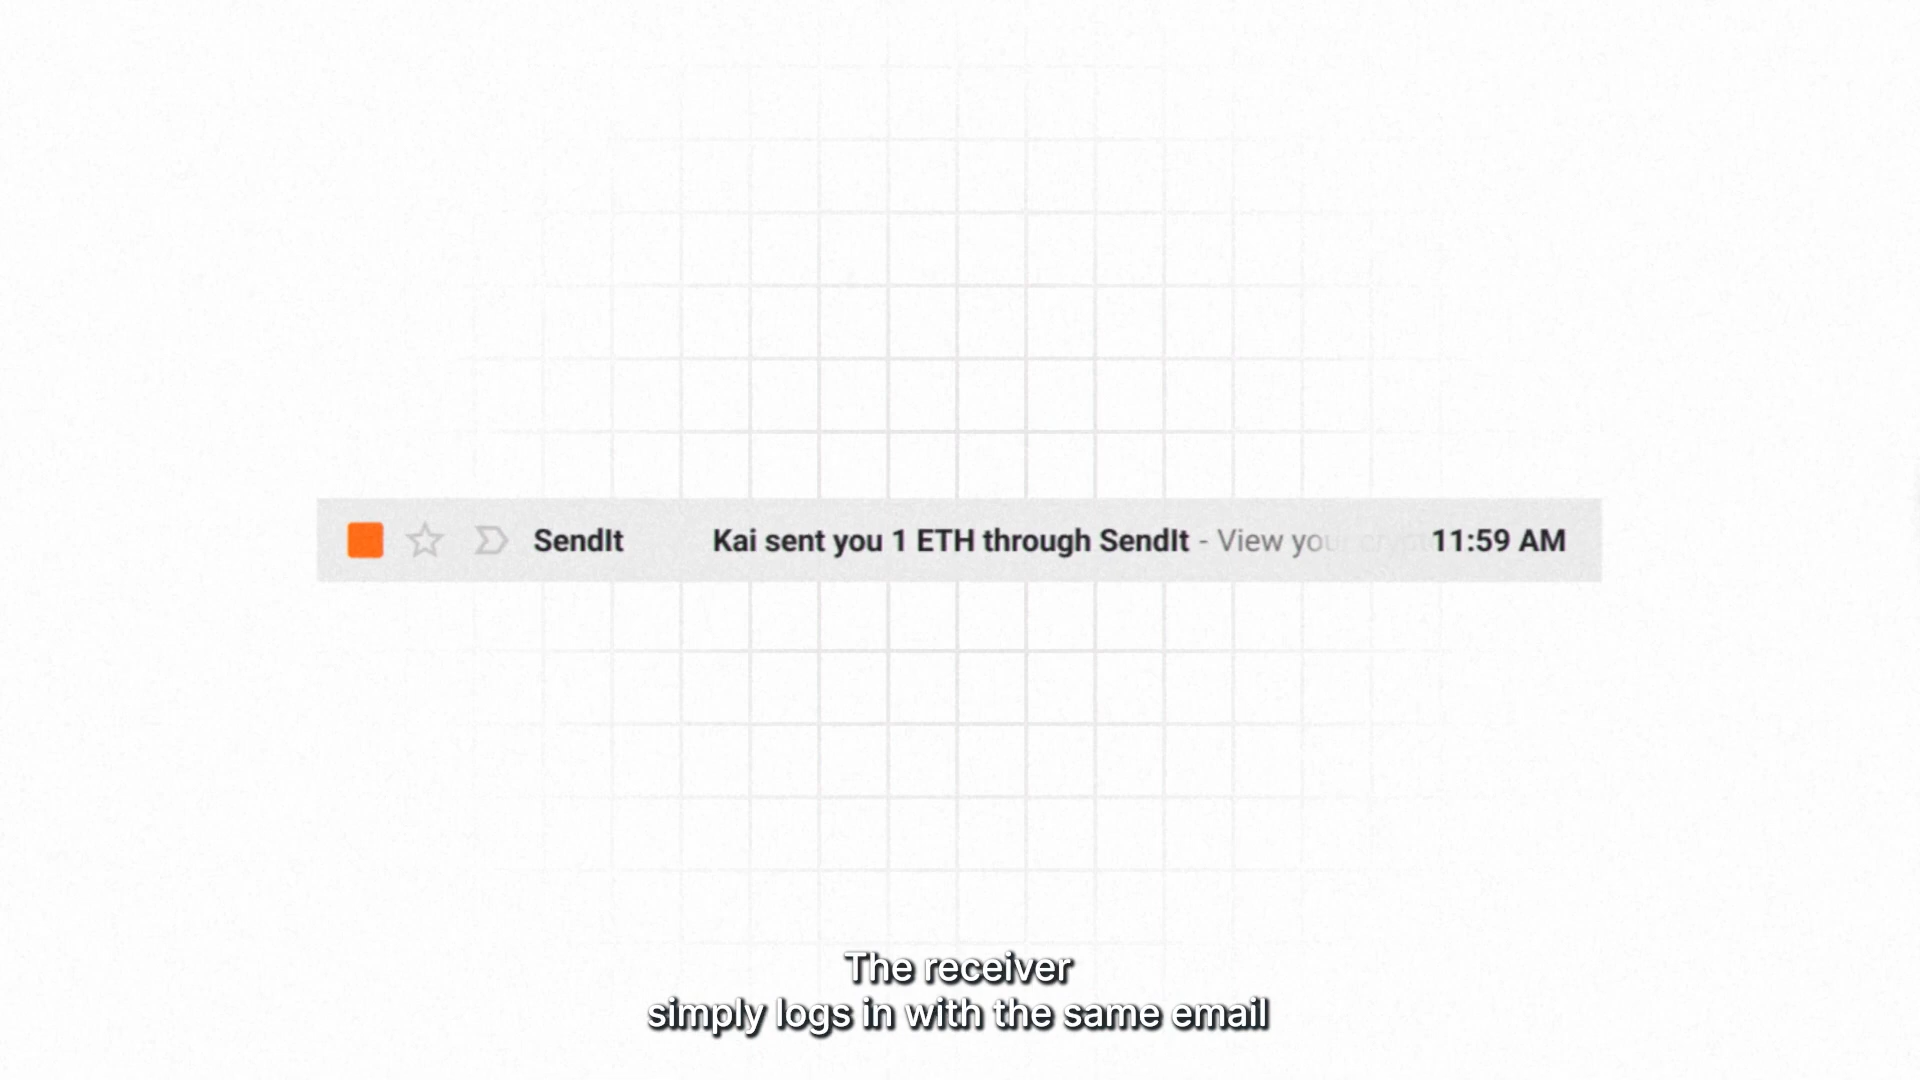 SendIt Kai sent you 1 ETH through SendIt - View your 11:59 AM
The receiver
simply logs in with the same email